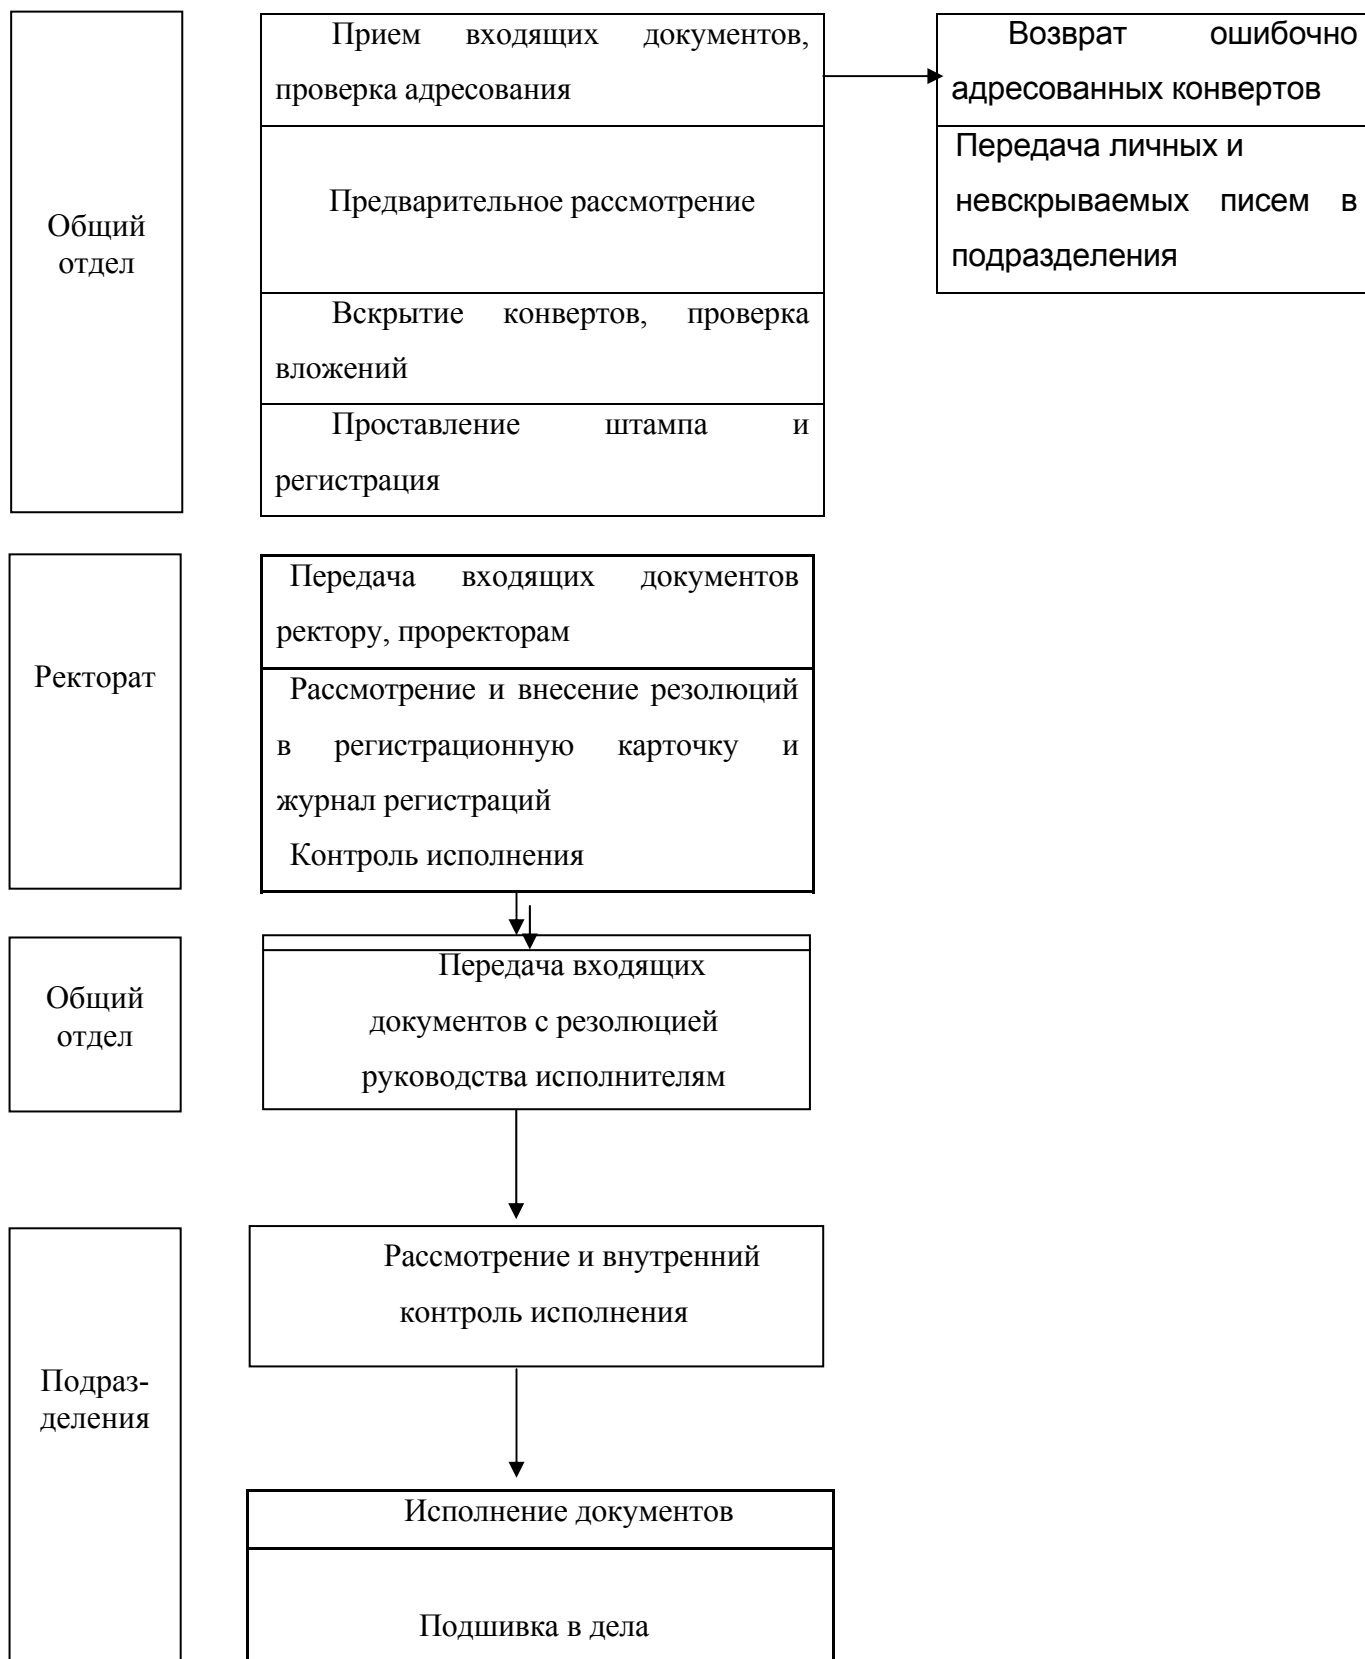 Прием входящих документов,
проверка адресования
Возврат ошибочно
адресованных конвертов
Общий
отдел
Предварительное рассмотрение
Передача личных и
невскрываемых писем в
подразделения
Вскрытие конвертов, проверка
вложений
Проставление штампа и
регистрация
Ректорат
Передача входящих документов
ректору, проректорам
Рассмотрение и внесение резолюций
в регистрационную карточку и
журнал регистраций
Контроль исполнения
Общий
отдел
Передача входящих
документов с резолюцией
руководства исполнителям
Подраз-
деления
Рассмотрение и внутренний
контроль исполнения
Исполнение документов
Подшивка в дела